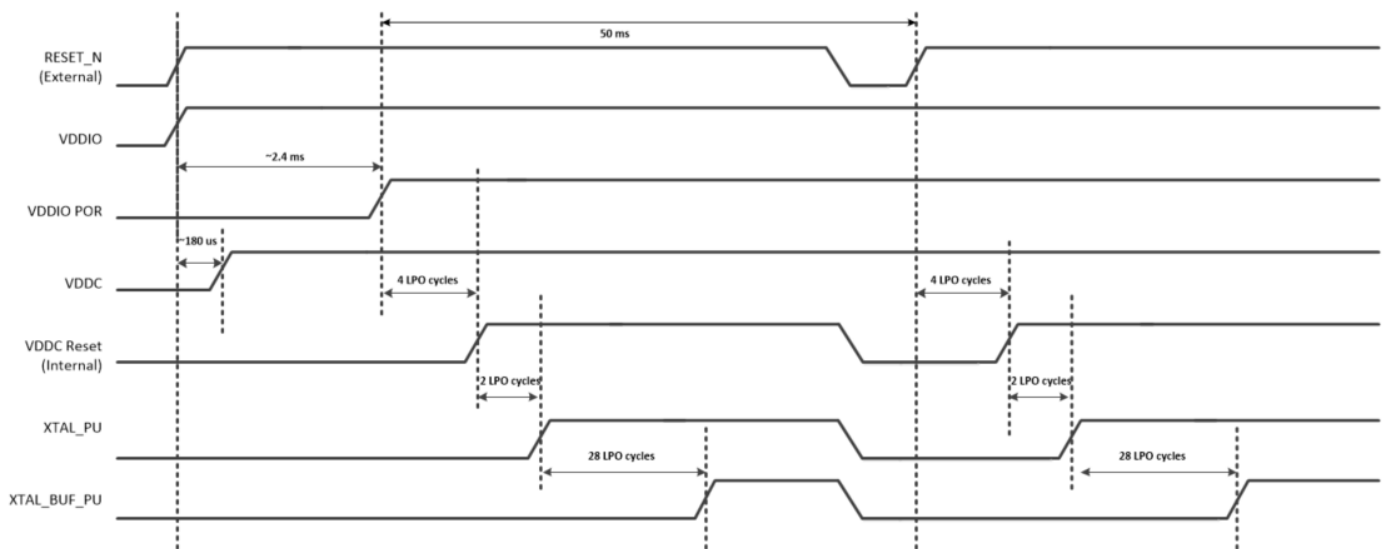 50 ms
RESET_N
(External)
VDDIO
~2.4 ms
VDDIO POR
~180 us
VDDC
4 LPO cycles
4 LPO cycles
VDDC Reset
(Internal)
2 LPO cycles
2 LPO cycles
XTAL_PU
28 LPO cycles
28 LPO cycles
XTAL_BUF_PU